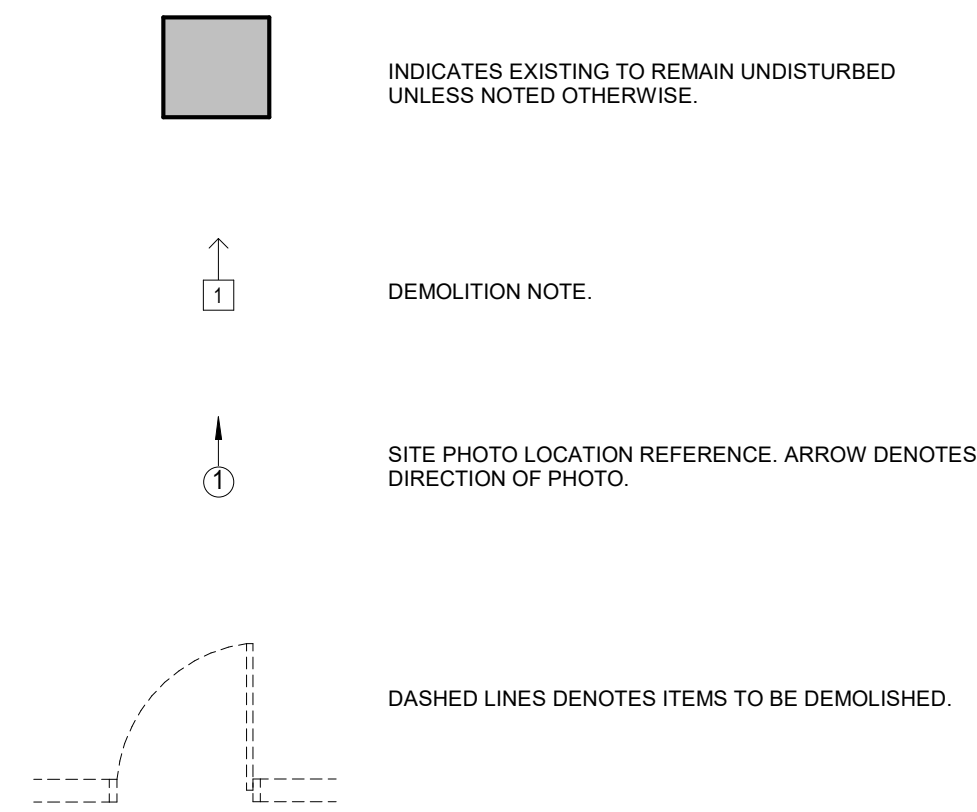 INDICATES EXISTING TO REMAIN UNDISTURBED
UNLESS NOTED OTHERWISE.
1
DEMOLITION NOTE.
1
SITE PHOTO LOCATION REFERENCE. ARROW DENOTES
DIRECTION OF PHOTO.
DASHED LINES DENOTES ITEMS TO BE DEMOLISHED.